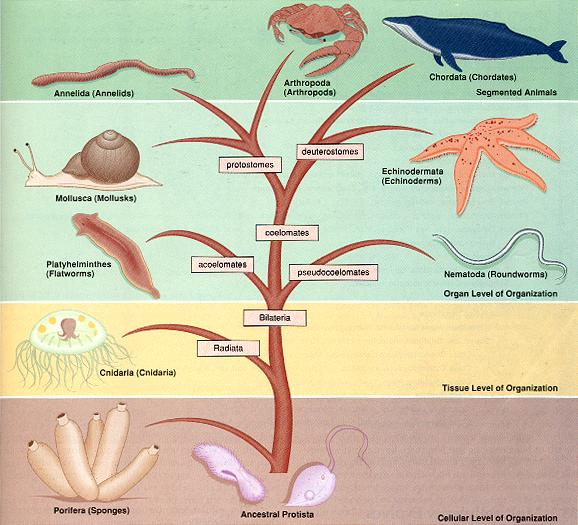 Annelida (Annelids)
Arthropoda
(Arthropods)
Chordata (Chordates)
Segmented Animals
protostomes
deuterostomes
Mollusca (Mollusks)
Echinodermata
(Echinoderms)
coelomates
Platyhelminthes
(Flatworms)
acoelomates
pseudocoelomates
Nematoda (Roundworms)
Organ Level of Organization
Bilateria
Radiata
Cnidaria (Cnidaria)
Tissue Level of Organization
Porifera (Sponges)
Ancestral Protista
Cellular Level of Organization